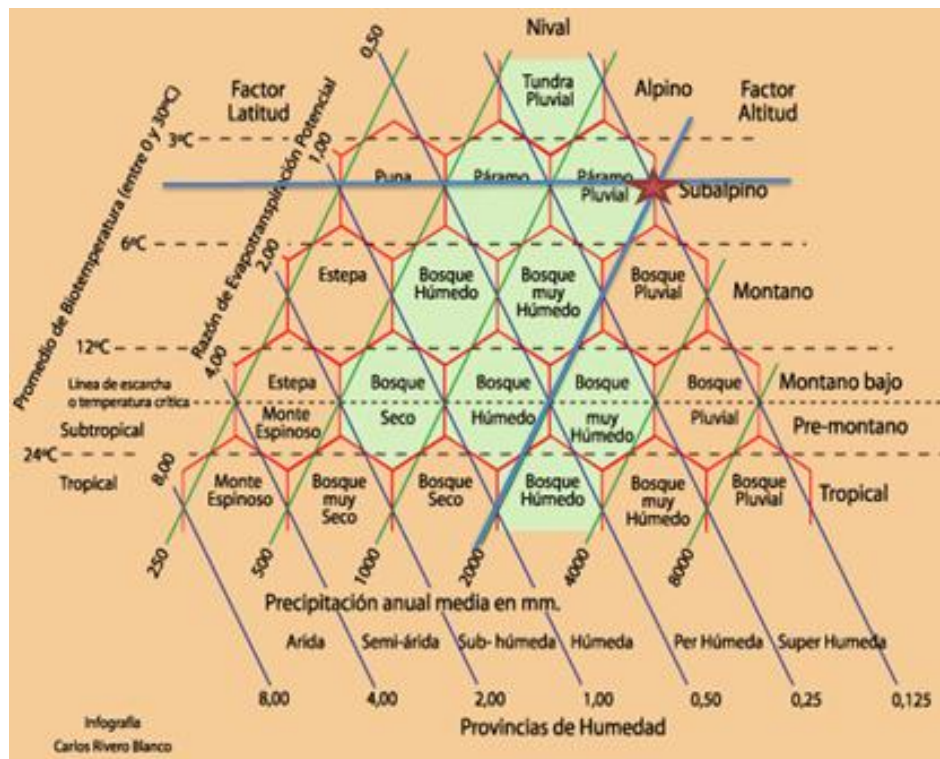 Nival
0,50
Tundra
Pluvial
Alpino
Factor
Latitud
Factor
Altitud
Promedio de Biotemperatura (entre 0 y 30ºC)
Razón de Evapotranspiración Potencial
3ºC
1,00
Puna
Páramo
Páramo
Pluvial
Subalpino
6ºC
2,00
Estepa
Bosque
Húmedo
Bosque
muy
Húmedo
Bosque
Pluvial
Montano
12ºC
4,00
Línea de escarcha
o temperatura crítica
Estepa
Bosque
Bosque
Bosque
Bosque
Montano bajo
Subtropical
Monte
Espinoso
Seco
Húmedo
muy
Húmedo
Pluvial
Pre-montano
24ºC
8,00
Tropical
Monte
Espinoso
Bosque
muy
Seco
Bosque
Seco
Bosque
Húmedo
Bosque
muy
Húmedo
Bosque
Pluvial
Tropical
250
500
1000
2000
4000
8000
Precipitación anual media en mm.
Arida
Semi-árida
Sub- húmeda
Húmeda
Per Húmeda
Super Humeda
8,00
4,00
2,00
1,00
0,50
0,25
0,125
Provincias de Humedad
Infografía
Carlos Rivero Blanco